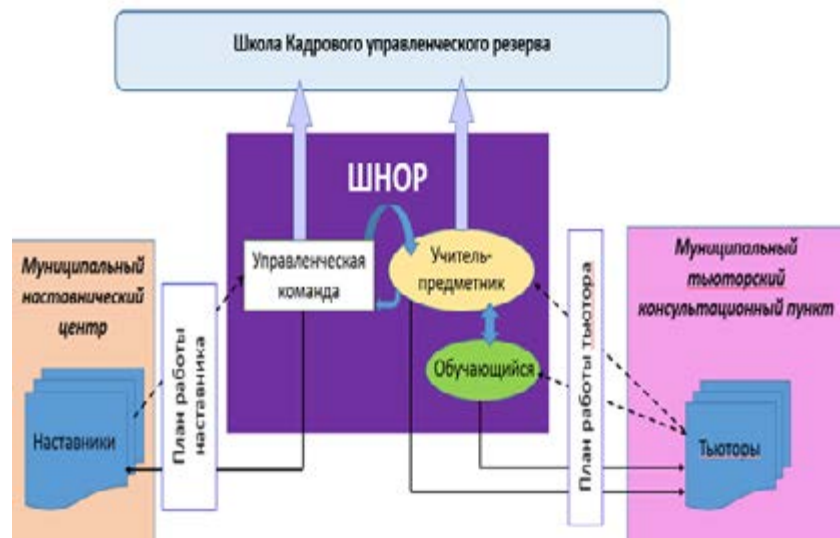 Школа Кадрового управленческого резерва
ШНОР
Управленческая
команда
Учитель-
предметник
Обучающийся
Муниципальный
наставнический
центр
Наставники
План работы
наставника
План работы тьютора
Муниципальный
тьюторский
консультационный пункт
Тьюторы